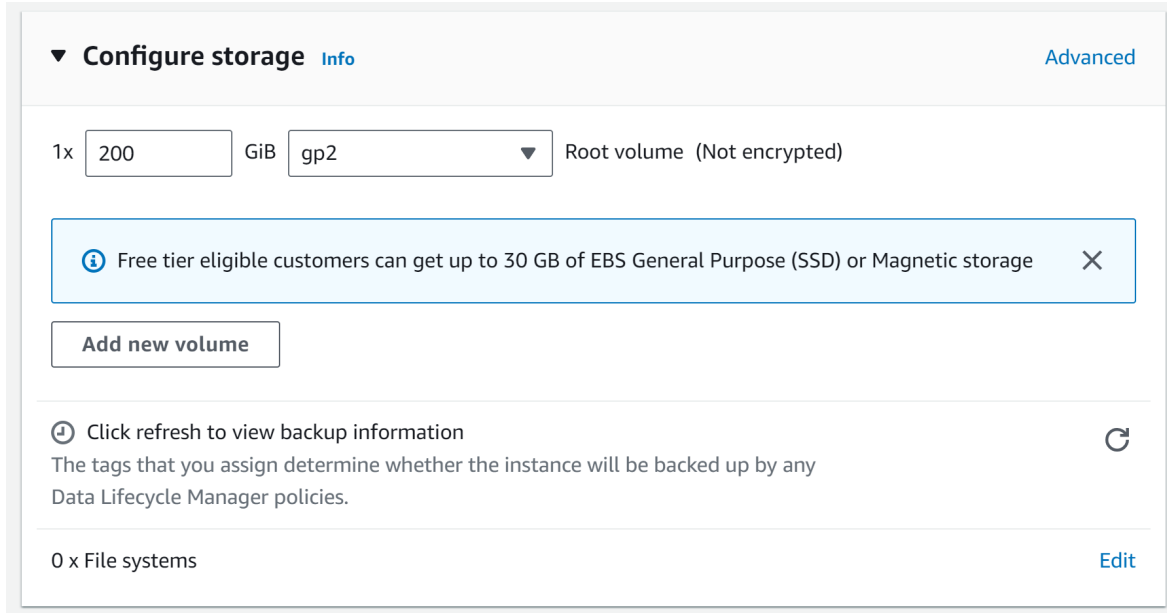 Configure storage Info Advanced
1x 200 GiB gp2 Root volume (Not encrypted)
Free tier eligible customers can get up to 30 GB of EBS General Purpose (SSD) or Magnetic storage
Add new volume
Click refresh to view backup information
The tags that you assign determine whether the instance will be backed up by any
Data Lifecycle Manager policies.
0 x File systems Edit